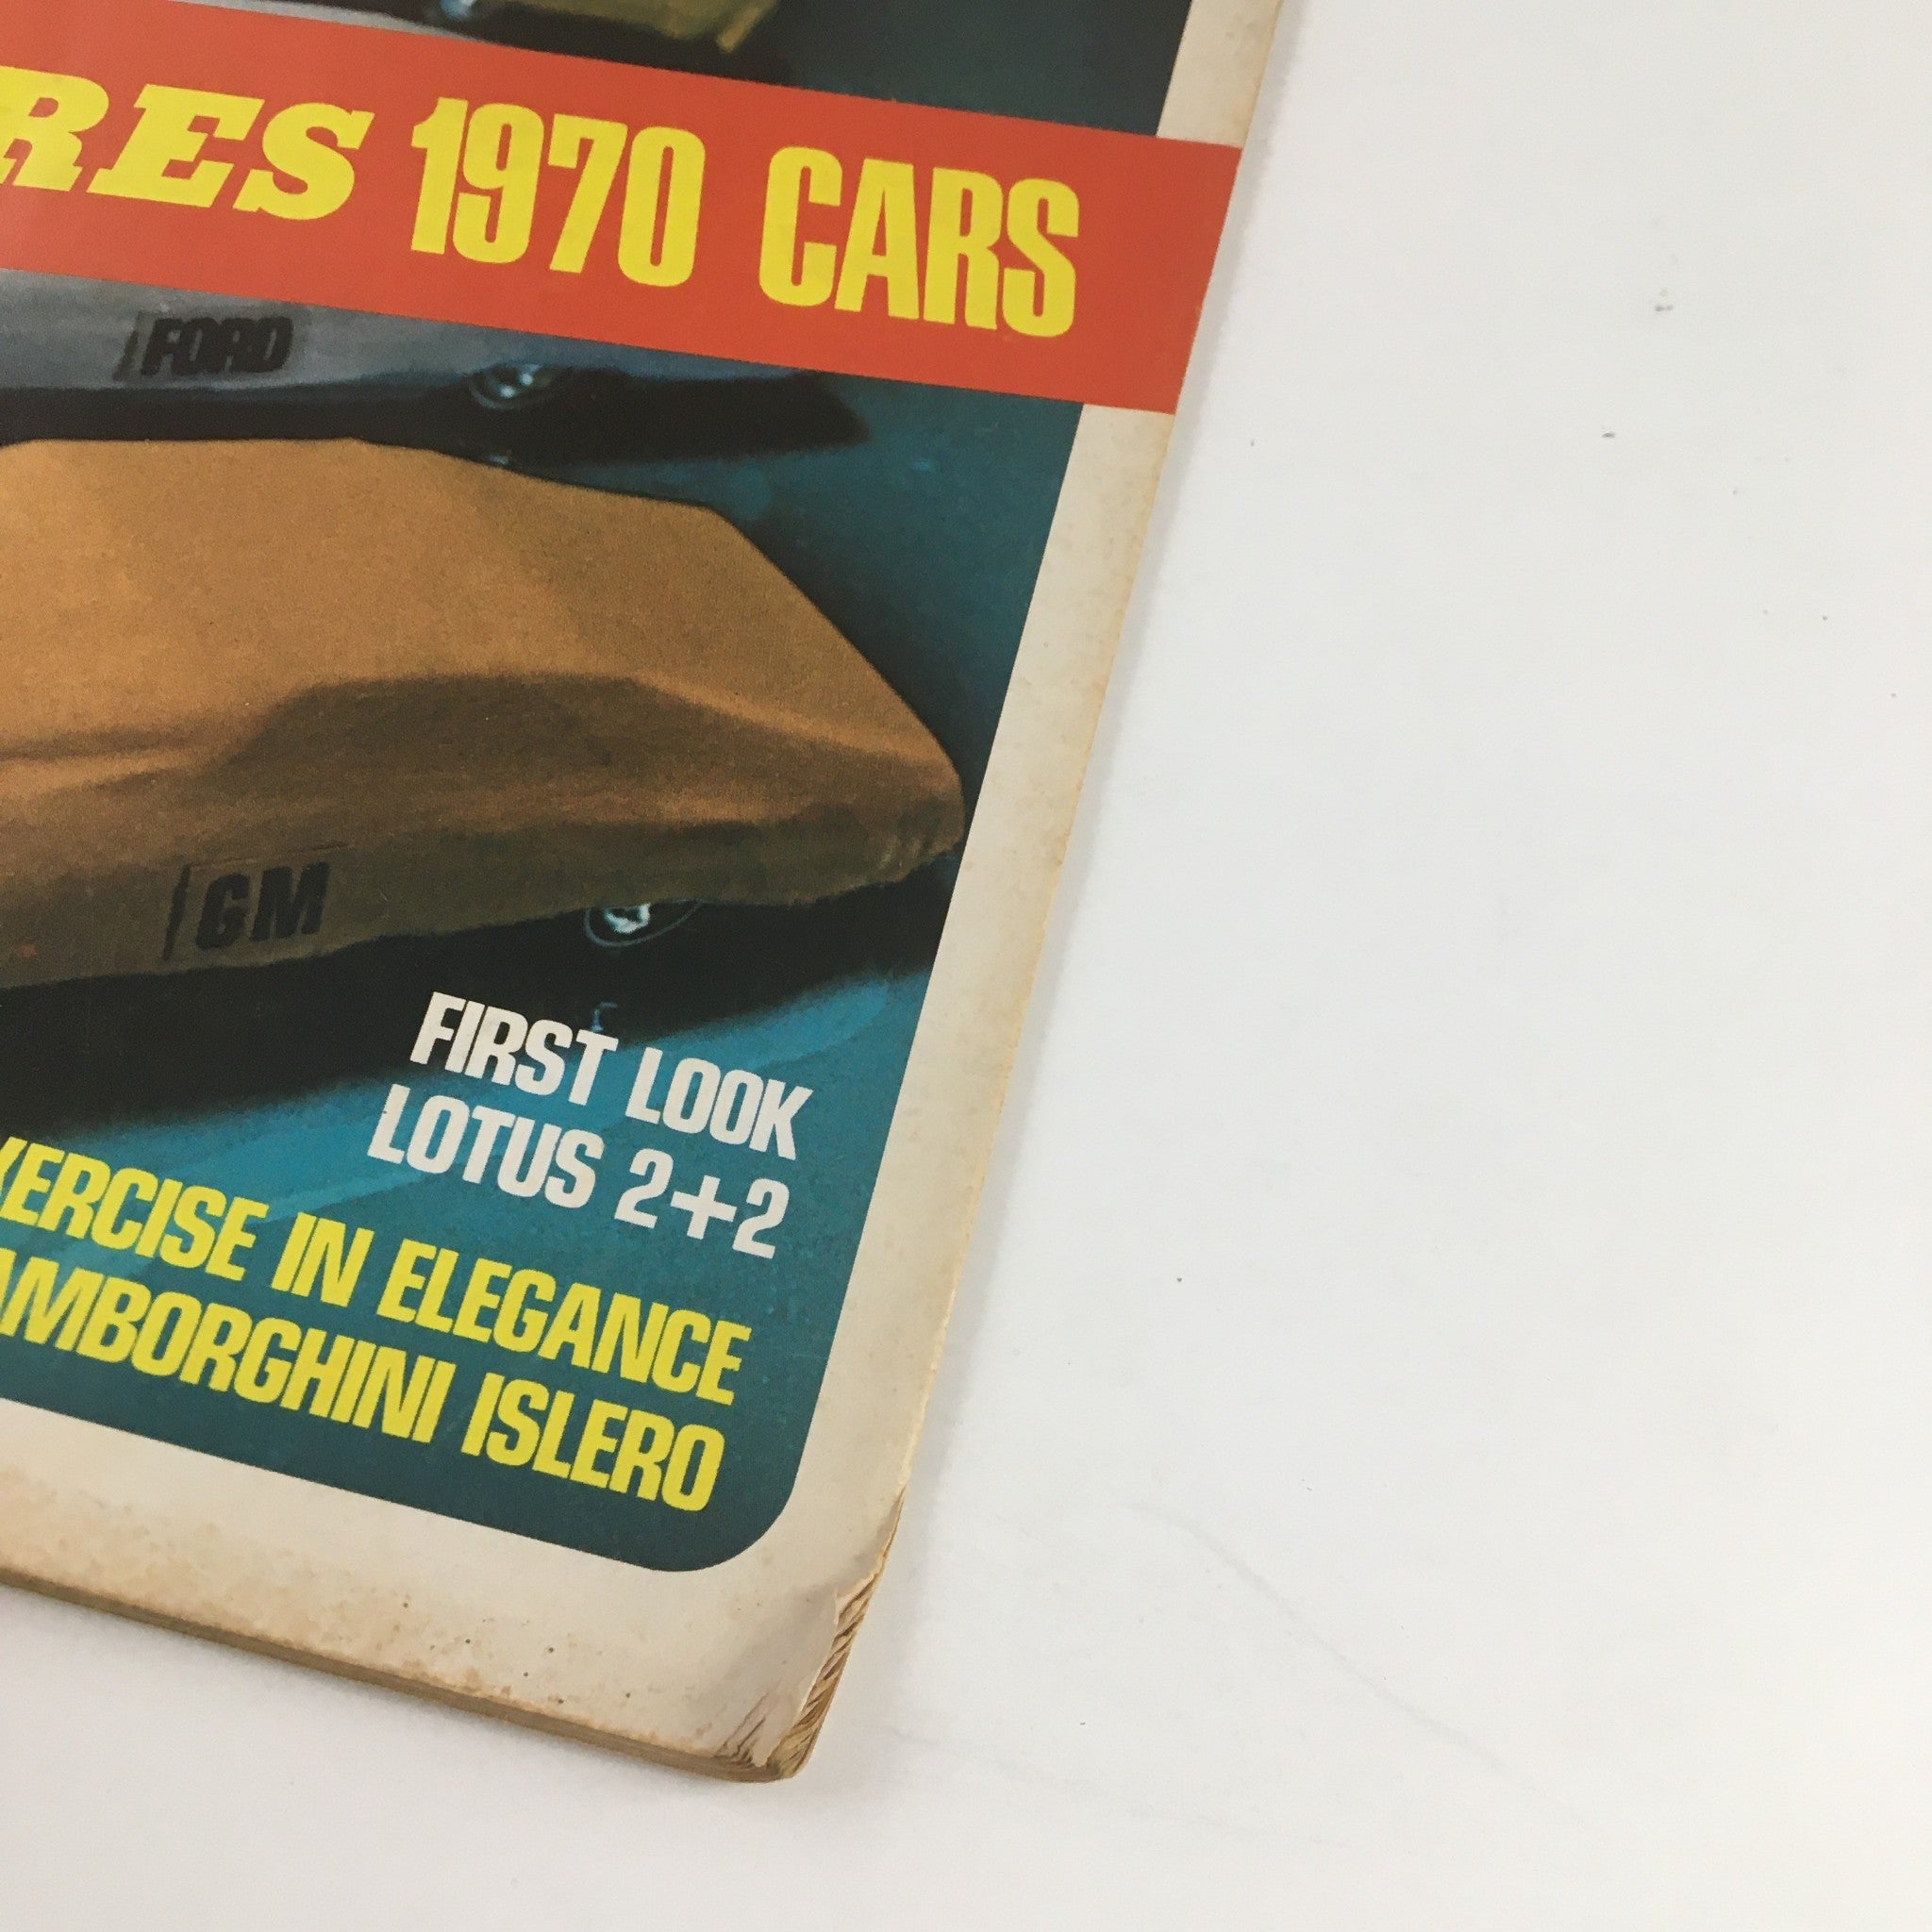 RES 1970 CARS
FORD
GM
FIRST LOOK
LOTUS 2+2
XERCISE IN ELEGANCE
AMBORGHINI ISLERO